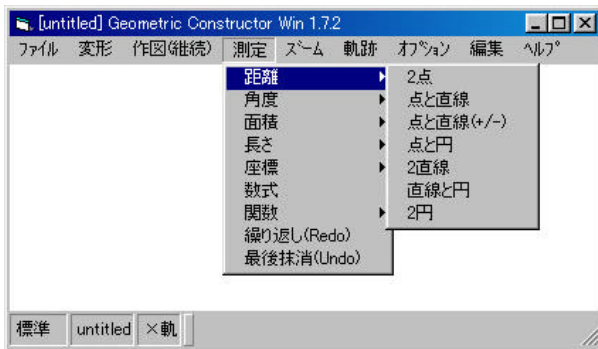 [untitled] Geometric Constructor Win 1.7.2
ファイル 変形 作図(継続) 測定 ズーム 軌跡 オプション 編集 ヘルプ
距離
角度
面積
長さ
座標
数式
関数
繰り返し(Redo)
最後抹消(Undo)
2点
点と直線
点と直線(+/-)
点と円
2直線
直線と円
2円
標準 untitled ×軌